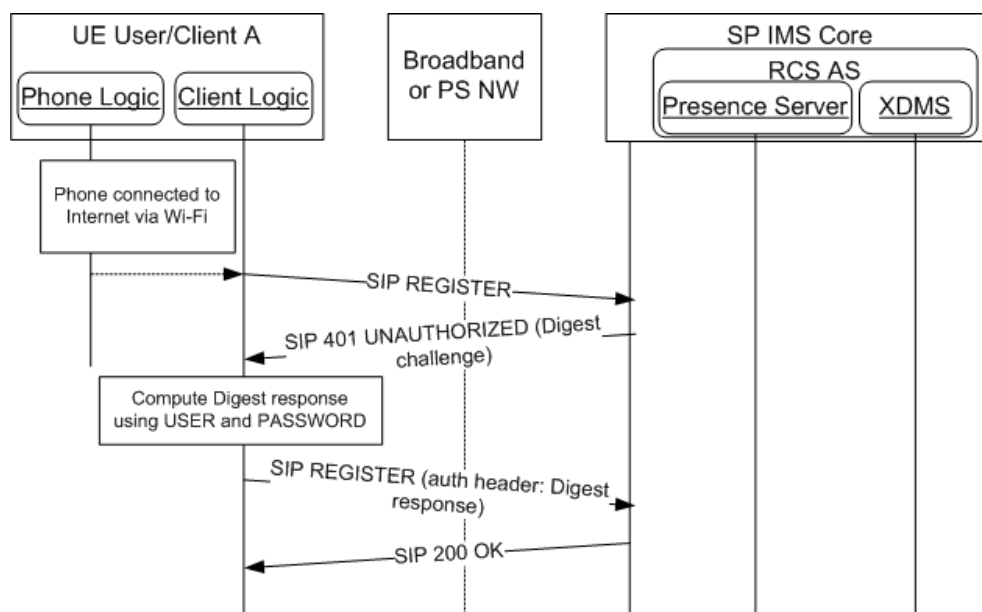 UE User/Client A
Phone Logic
Client Logic
Broadband
or PS NW
SP IMS Core
RCS AS
Presence Server
XDMS
Phone connected to
Internet via Wi-Fi
SIP REGISTER
SIP 401 UNAUTHORIZED (Digest
challenge)
Compute Digest response
using USER and PASSWORD
SIP REGISTER (auth header: Digest
response)
SIP 200 OK